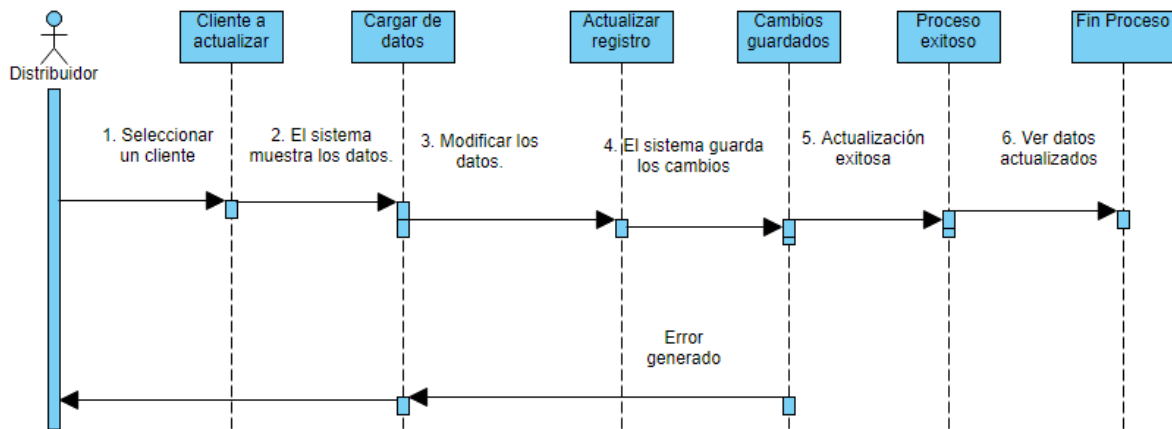 Cliente a
actualizar
Cargar de
datos
Actualizar
registro
Cambios
guardados
Proceso
exitoso
Fin Proceso
Distribuidor
1. Seleccionar
un cliente
2. El sistema
muestra los datos.
3. Modificar los
datos.
4. El sistema guarda
los cambios
5. Actualización
exitosa
6. Ver datos
actualizados
Error
generado